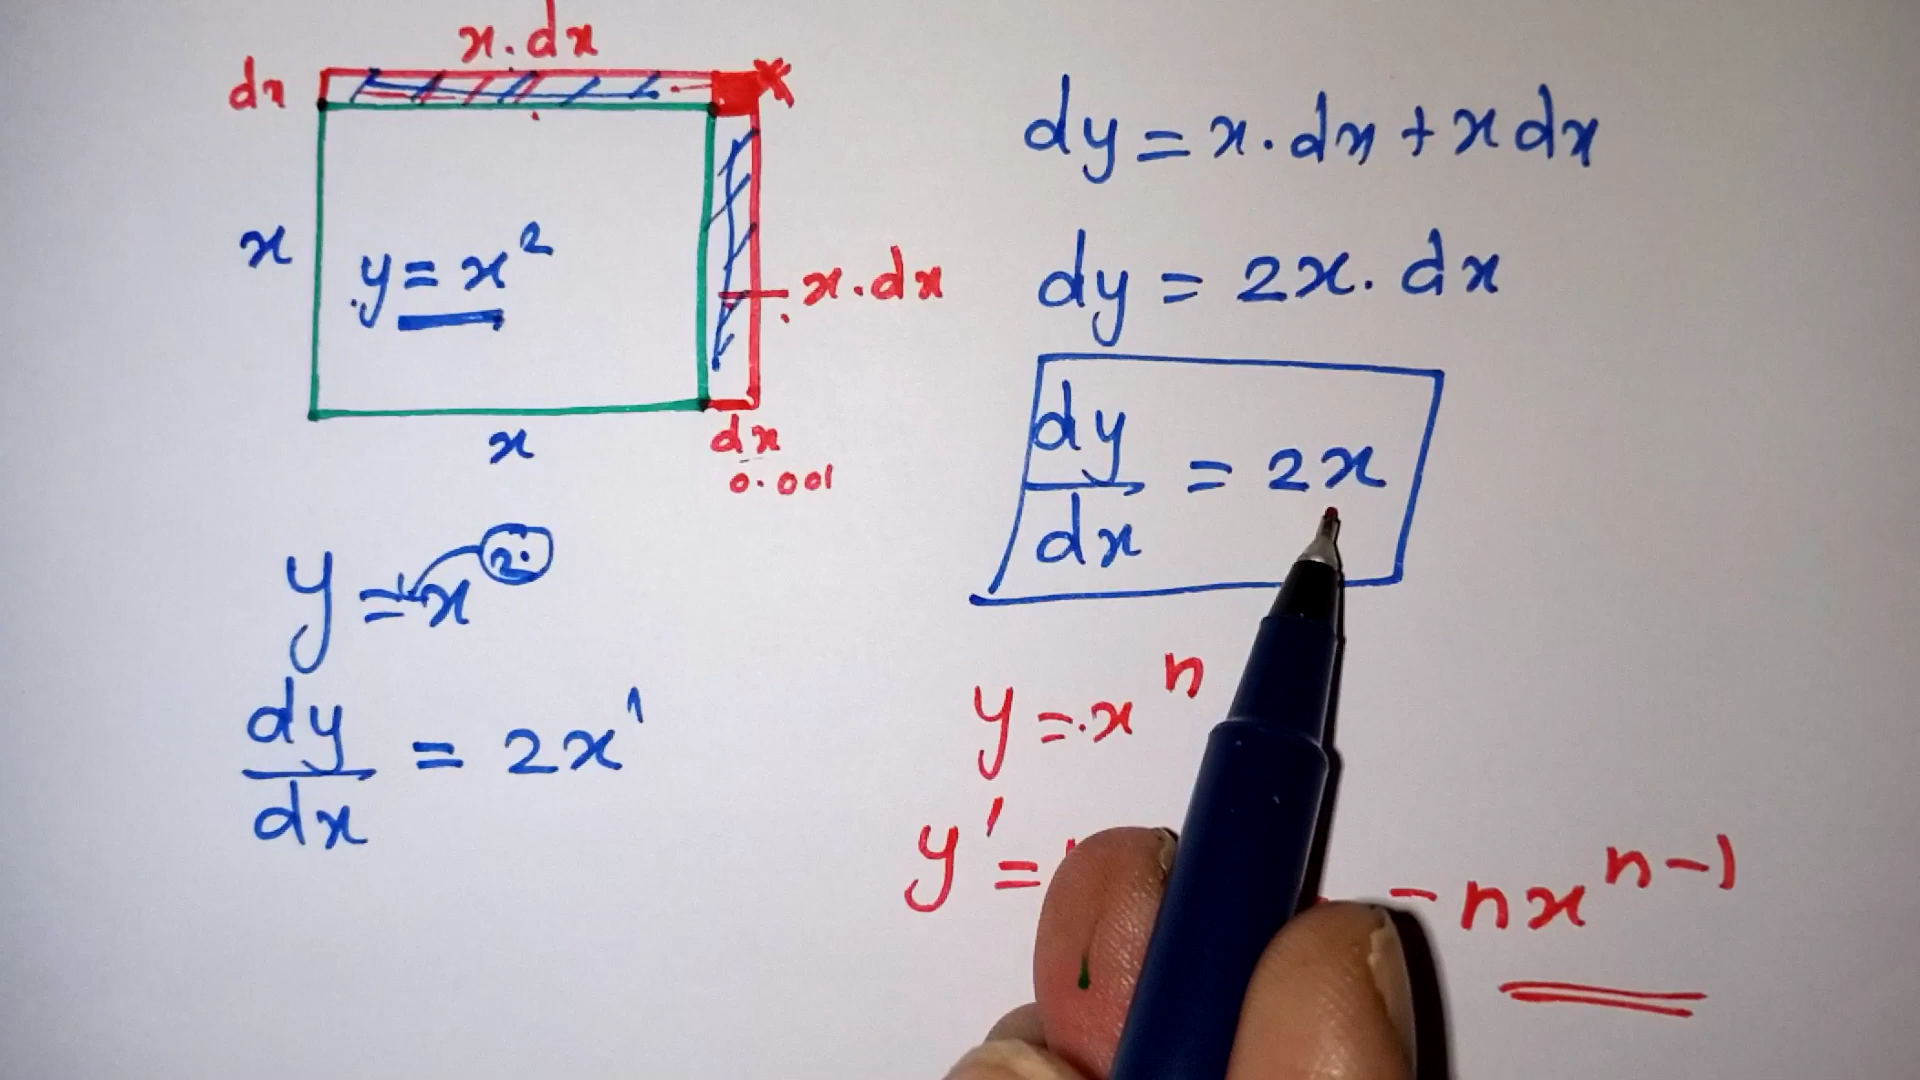 x.dx
dx
x
y = x²
x.dx
x
dx
0.001
y = x²
dy/dx = 2x¹
dy = x.dx + x dx
dy = 2x.dx
dy/dx = 2x
y = x^n
y' =
nx^(n-1)